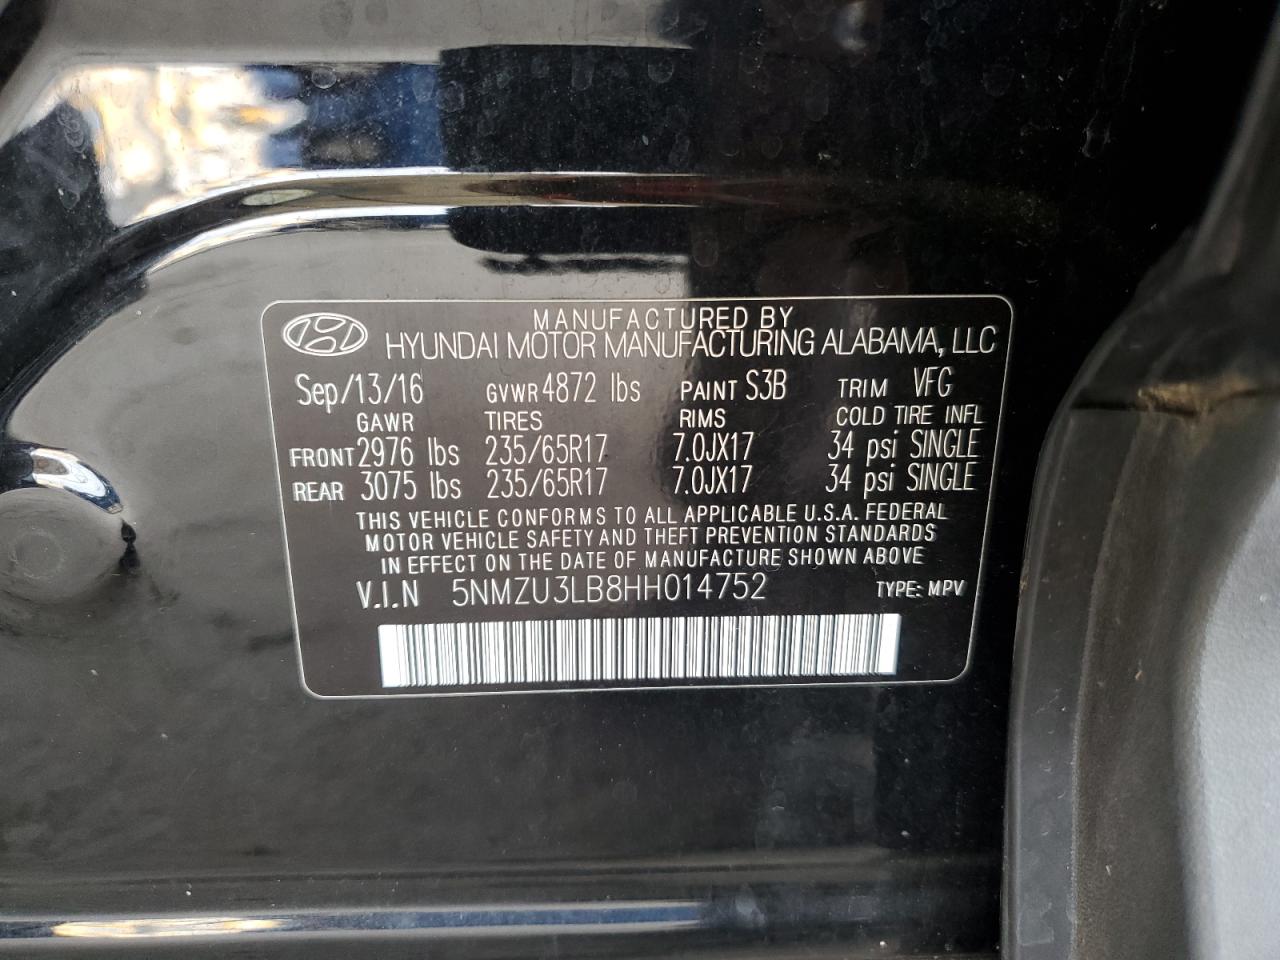 MANUFACTURED BY
HYUNDAI MOTOR MANUFACTURING ALABAMA, LLC
Sep/13/16 GVWR 4872 lbs PAINT S3B TRIM VFG
GAWR TIRES RIMS COLD TIRE INFL
FRONT 2976 lbs 235/65R17 7.0JX17 34 psi SINGLE
REAR 3075 lbs 235/65R17 7.0JX17 34 psi SINGLE
THIS VEHICLE CONFORMS TO ALL APPLICABLE U.S.A. FEDERAL
MOTOR VEHICLE SAFETY AND THEFT PREVENTION STANDARDS
IN EFFECT ON THE DATE OF MANUFACTURE SHOWN ABOVE
V.I.N 5NMZU3LB8HH014752 TYPE: MPV